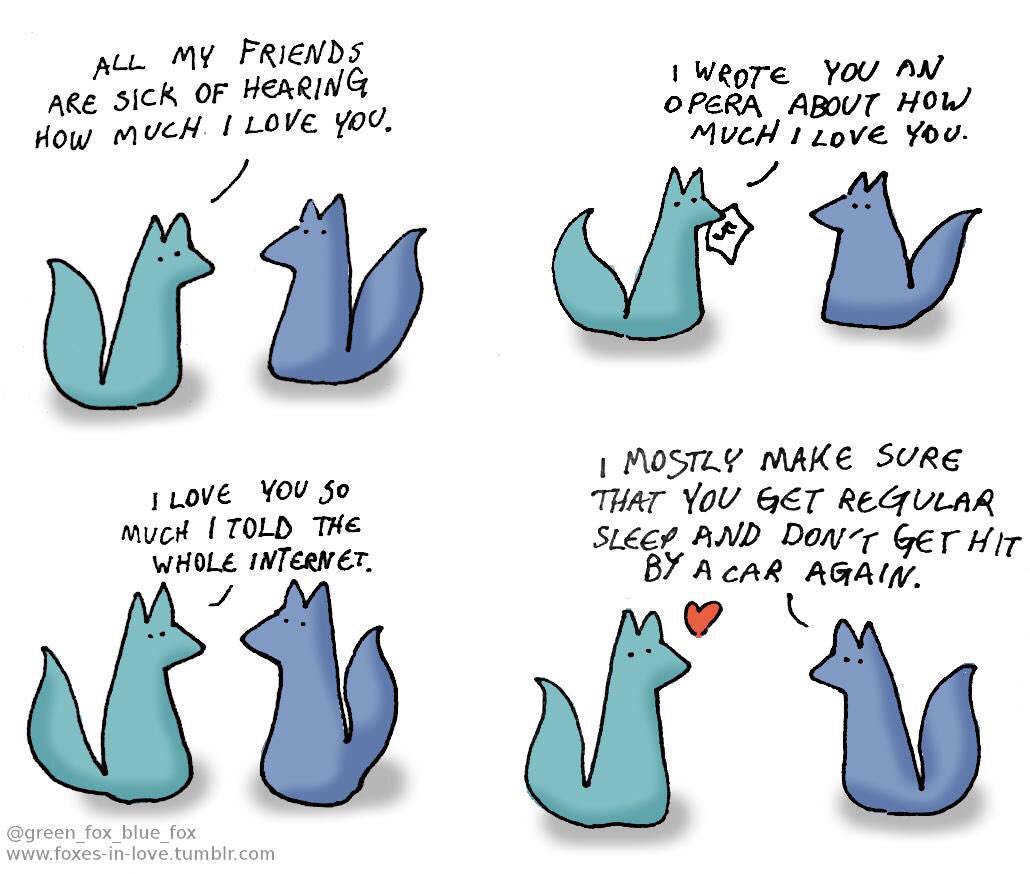 ALL MY FRIENDS
ARE SICK OF HEARING
HOW MUCH I LOVE YOU.
I WROTE YOU AN
OPERA ABOUT HOW
MUCH I LOVE YOU.
I LOVE YOU SO
MUCH I TOLD THE
WHOLE INTERNET.
I MOSTLY MAKE SURE
THAT YOU GET REGULAR
SLEEP AND DON'T GET HIT
BY A CAR AGAIN.
@green_fox_blue_fox
www.foxes-in-love.tumblr.com